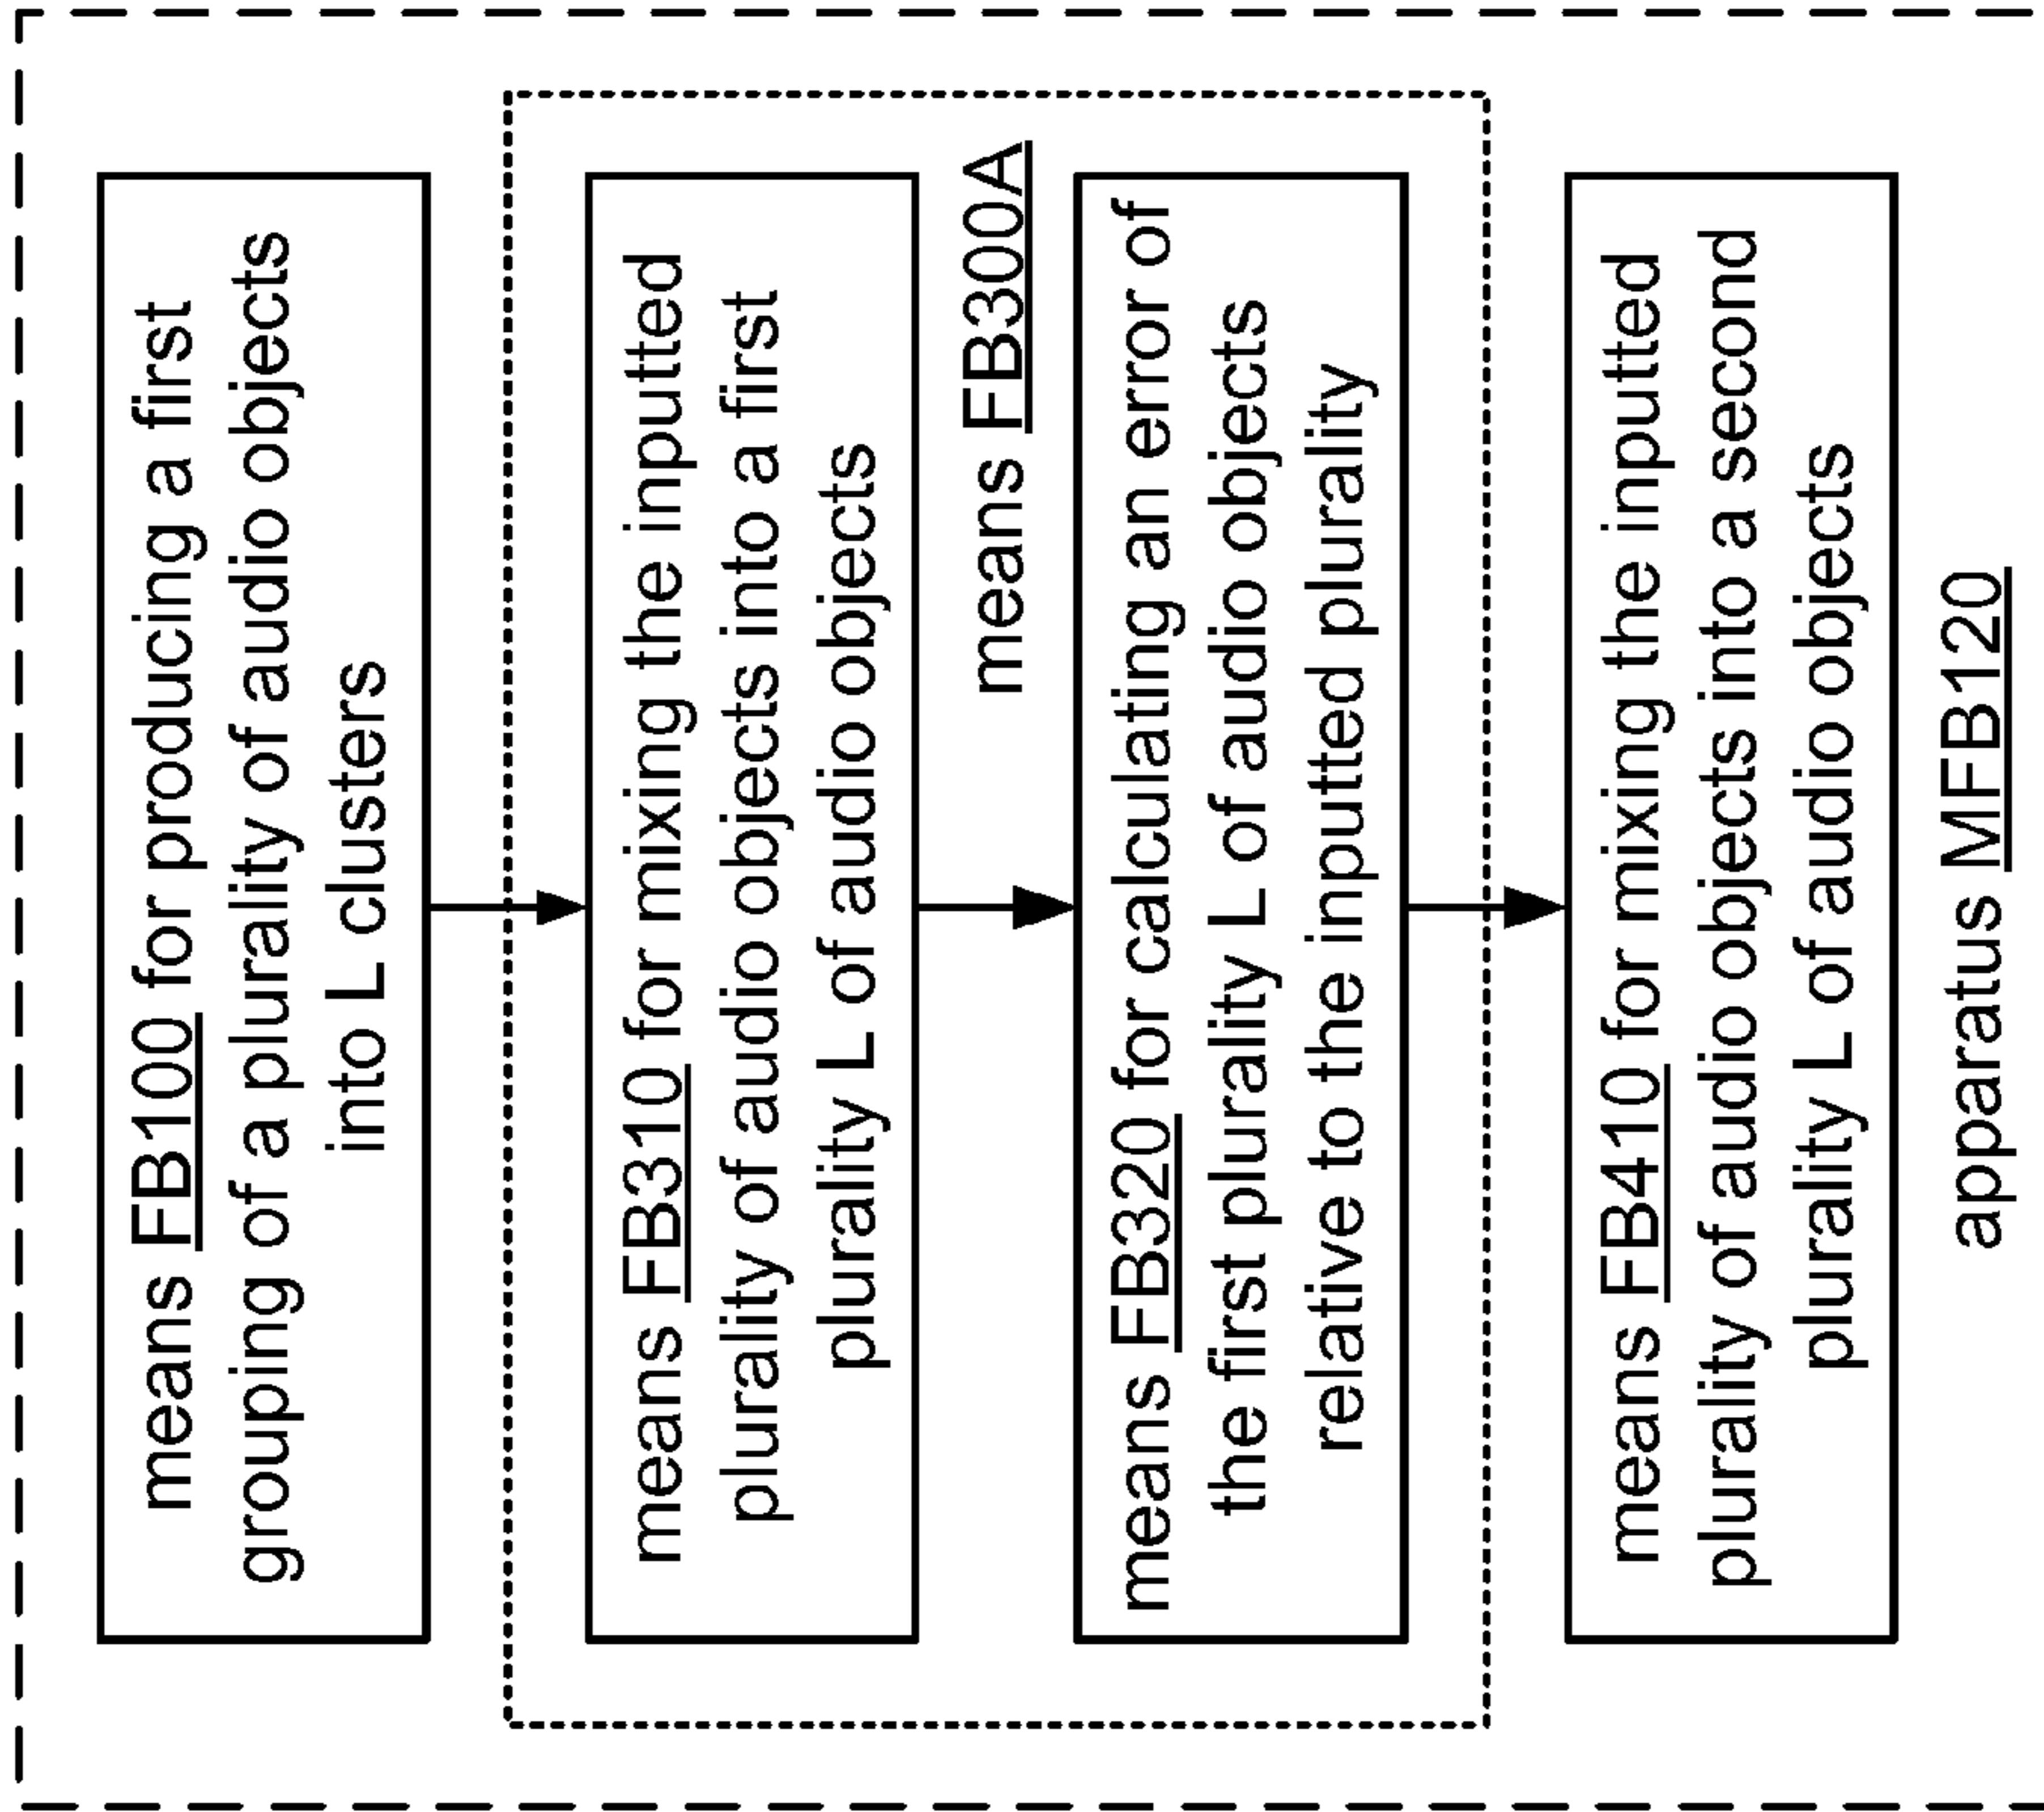 means FB100 for producing a first
grouping of a plurality of audio objects
into L clusters
means FB310 for mixing the inputted
plurality of audio objects into a first
plurality L of audio objects
means FB300A
means FB320 for calculating an error of
the first plurality L of audio objects
relative to the inputted plurality
means FB410 for mixing the inputted
plurality of audio objects into a second
plurality L of audio objects
apparatus MFB120